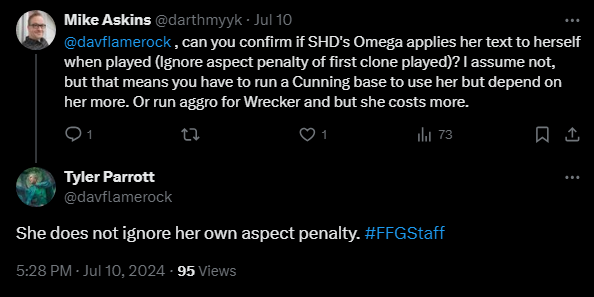 Mike Askins @darthmyyk · Jul 10
@davflamerock , can you confirm if SHD's Omega applies her text to herself
when played (Ignore aspect penalty of first clone played)? I assume not,
but that means you have to run a Cunning base to use her but depend on
her more. Or run aggro for Wrecker and but she costs more.
1 1 73
Tyler Parrott
@davflamerock
She does not ignore her own aspect penalty. #FFGStaff
5:28 PM · Jul 10, 2024 · 95 Views